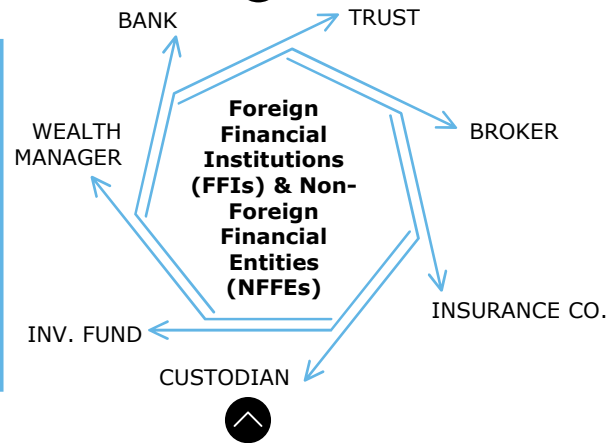 BANK
TRUST
WEALTH
MANAGER
Foreign
Financial
Institutions
(FFIs) & Non-
Foreign
Financial
Entities
(NFFEs)
BROKER
INSURANCE CO.
INV. FUND
CUSTODIAN